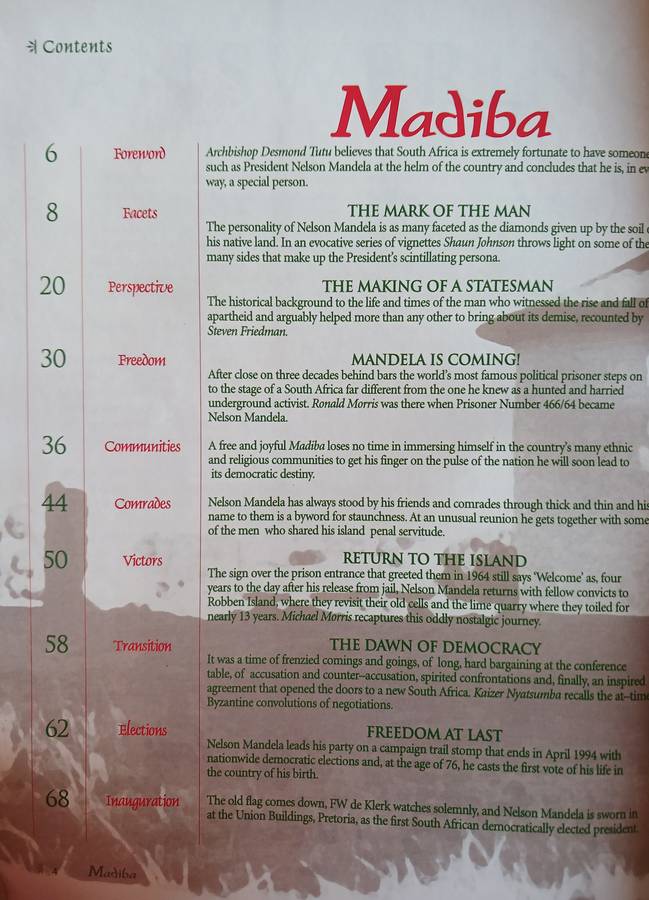 Contents
Madiba
6 Foreword Archbishop Desmond Tutu believes that South Africa is extremely fortunate to have someone
such as President Nelson Mandela at the helm of the country and concludes that he is, in
way, a special person.
8 Facets THE MARK OF THE MAN
The personality of Nelson Mandela is as many faceted as the diamonds given up by the soil
his native land. In an evocative series of vignettes Shaun Johnson throws light on some of the
many sides that make up the President's scintillating persona.
20 Perspective THE MAKING OF A STATESMAN
The historical background to the life and times of the man who witnessed the rise and fall of
apartheid and arguably helped more than any other to bring about its demise, recounted by
Steven Friedman.
30 Freedom MANDELA IS COMING!
After close on three decades behind bars the world's most famous political prisoner steps on
to the stage of a South Africa far different from the one he knew as a hunted and harried
underground activist. Ronald Morris was there when Prisoner Number 466/64 became
Nelson Mandela.
36 Communities A free and joyful Madiba loses no time in immersing himself in the country's many ethnic
and religious communities to get his finger on the pulse of the nation he will soon lead to
its democratic destiny.
44 Comrades Nelson Mandela has always stood by his friends and comrades through thick and thin and his
name to them is a byword for staunchness. At an unusual reunion he gets together with some
of the men who shared his island penal servitude.
50 Victors RETURN TO THE ISLAND
The sign over the prison entrance that greeted them in 1964 still says 'Welcome' as, four
years to the day after his release from jail, Nelson Mandela returns with fellow convicts to
Robben Island, where they revisit their old cells and the lime quarry where they toiled for
nearly 13 years. Michael Morris recaptures this oddly nostalgic journey.
58 Transition THE DAWN OF DEMOCRACY
It was a time of frenzied comings and goings, of long, hard bargaining at the conference
table, of accusation and counter–accusation, spirited confrontations and, finally, an inspired
agreement that opened the doors to a new South Africa. Kaizer Nyatsumba recalls the at–time
Byzantine convolutions of negotiations.
62 Elections FREEDOM AT LAST
Nelson Mandela leads his party on a campaign trail stomp that ends in April 1994 with
nationwide democratic elections and, at the age of 76, he casts the first vote of his life in
the country of his birth.
68 Inauguration The old flag comes down, FW de Klerk watches solemnly, and Nelson Mandela is sworn in
at the Union Buildings, Pretoria, as the first South African democratically elected president.
4 Madiba